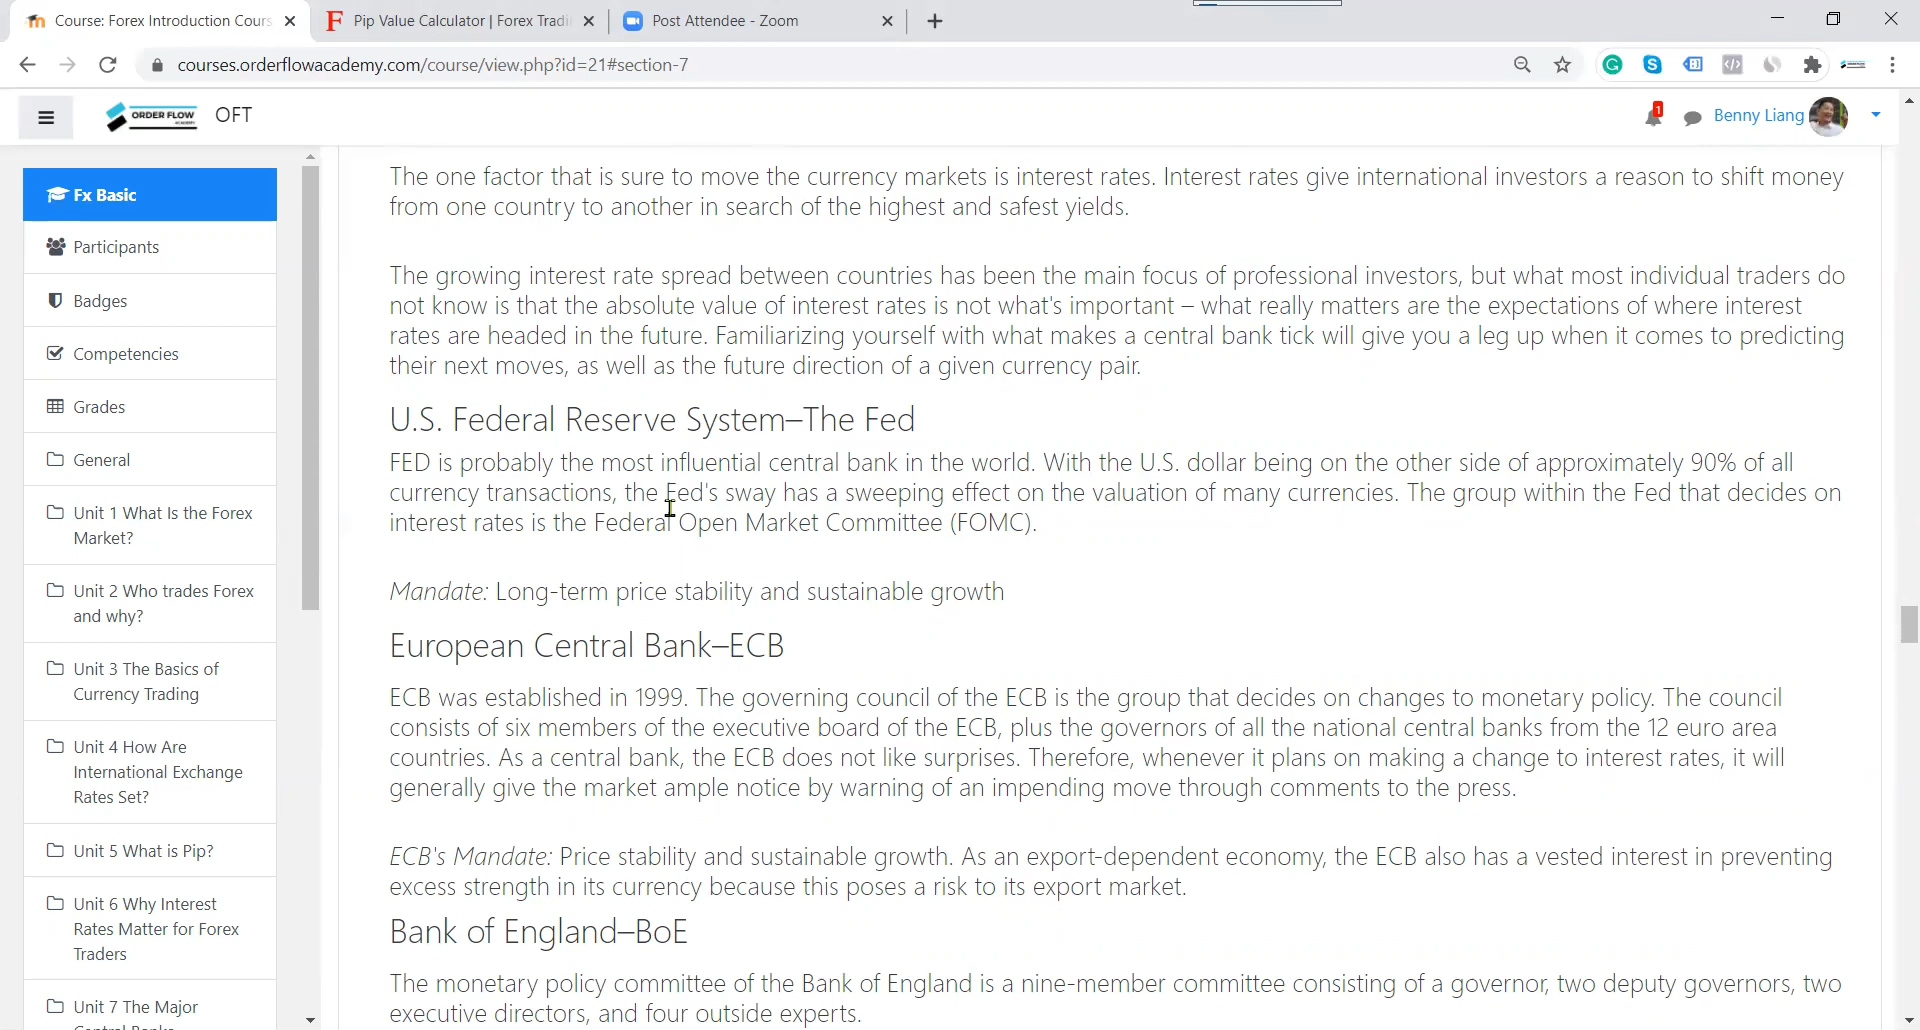 Course: Forex Introduction Cours
Pip Value Calculator | Forex Tradi
Post Attendee - Zoom
courses.orderflowacademy.com/course/view.php?id=21#section-7
ORDER FLOW
ACADEMY
OFT
1
Benny Liang
Fx Basic
Participants
Badges
Competencies
Grades
General
Unit 1 What Is the Forex
Market?
Unit 2 Who trades Forex
and why?
Unit 3 The Basics of
Currency Trading
Unit 4 How Are
International Exchange
Rates Set?
Unit 5 What is Pip?
Unit 6 Why Interest
Rates Matter for Forex
Traders
Unit 7 The Major
Central Banks
The one factor that is sure to move the currency markets is interest rates. Interest rates give international investors a reason to shift money
from one country to another in search of the highest and safest yields.
The growing interest rate spread between countries has been the main focus of professional investors, but what most individual traders do
not know is that the absolute value of interest rates is not what's important – what really matters are the expectations of where interest
rates are headed in the future. Familiarizing yourself with what makes a central bank tick will give you a leg up when it comes to predicting
their next moves, as well as the future direction of a given currency pair.
U.S. Federal Reserve System–The Fed
FED is probably the most influential central bank in the world. With the U.S. dollar being on the other side of approximately 90% of all
currency transactions, the Fed's sway has a sweeping effect on the valuation of many currencies. The group within the Fed that decides on
interest rates is the Federal Open Market Committee (FOMC).
Mandate: Long-term price stability and sustainable growth
European Central Bank–ECB
ECB was established in 1999. The governing council of the ECB is the group that decides on changes to monetary policy. The council
consists of six members of the executive board of the ECB, plus the governors of all the national central banks from the 12 euro area
countries. As a central bank, the ECB does not like surprises. Therefore, whenever it plans on making a change to interest rates, it will
generally give the market ample notice by warning of an impending move through comments to the press.
ECB's Mandate: Price stability and sustainable growth. As an export-dependent economy, the ECB also has a vested interest in preventing
excess strength in its currency because this poses a risk to its export market.
Bank of England–BoE
The monetary policy committee of the Bank of England is a nine-member committee consisting of a governor, two deputy governors, two
executive directors, and four outside experts.